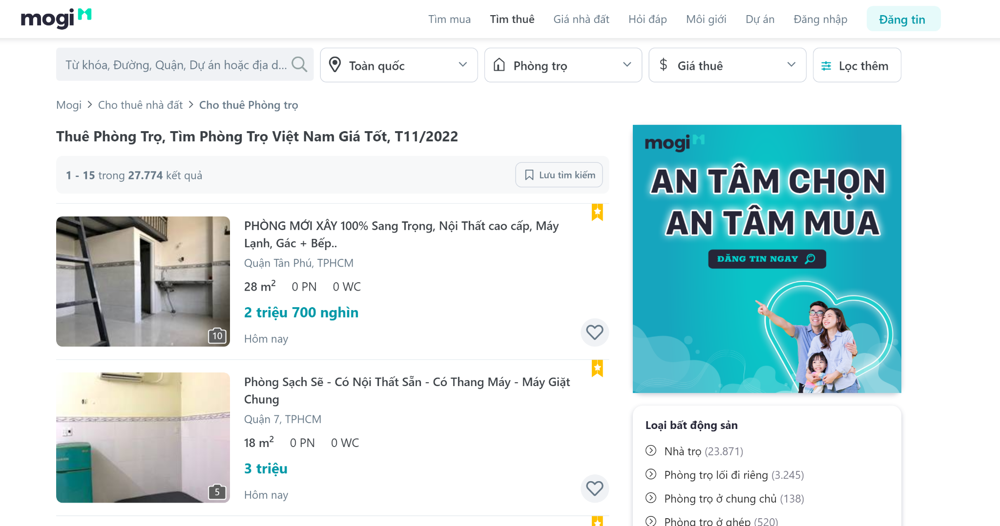 mogi
Tìm mua
Tìm thuê
Giá nhà đất
Hỏi đáp
Môi giới
Dự án
Đăng nhập
Đăng tin
Từ khóa, Đường, Quận, Dự án hoặc địa d...
Toàn quốc
Phòng trọ
Giá thuê
Lọc thêm
Mogi > Cho thuê nhà đất > Cho thuê Phòng trọ
Thuê Phòng Trọ, Tìm Phòng Trọ Việt Nam Giá Tốt, T11/2022
1 - 15 trong 27.774 kết quả
Lưu tìm kiếm
PHÒNG MỚI XÂY 100% Sang Trọng, Nội Thất cao cấp, Máy
Lạnh, Gác + Bếp..
Quận Tân Phú, TPHCM
28 m² 0 PN 0 WC
2 triệu 700 nghìn
Hôm nay
10
Phòng Sạch Sẽ - Có Nội Thất Sẵn - Có Thang Máy - Máy Giặt
Chung
Quận 7, TPHCM
18 m² 0 PN 0 WC
3 triệu
Hôm nay
5
mogi
AN TÂM CHỌN
AN TÂM MUA
ĐĂNG TIN NGAY
Loại bất động sản
Nhà trọ (23.871)
Phòng trọ lối đi riêng (3.245)
Phòng trọ ở chung chủ (138)
Phòng trọ ở ghép (520)